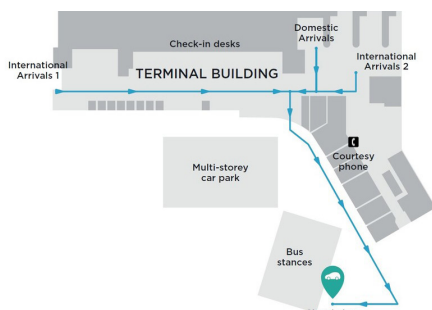 Domestic
Arrivals
Check-in desks
International
Arrivals 1
TERMINAL BUILDING
International
Arrivals 2
Courtesy
phone
Multi-storey
car park
Bus
stances